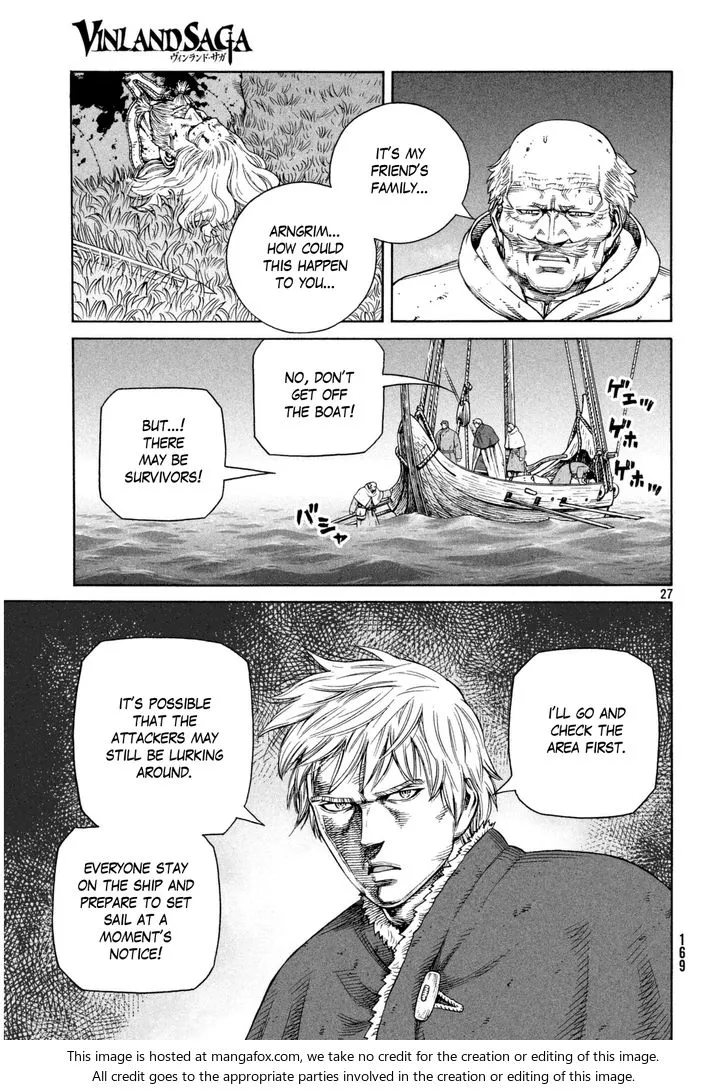 VINLAND SAGA
ヴィンランド・サガ
IT'S MY
FRIEND'S
FAMILY...
ARNGRIM...
HOW COULD
THIS HAPPEN
TO YOU...
NO, DON'T
GET OFF
THE BOAT!
BUT...!
THERE
MAY BE
SURVIVORS!
ゲエッ
ゲホ
ゲホッ
バシャ
27
I'LL GO AND
CHECK THE
AREA FIRST.
IT'S POSSIBLE
THAT THE
ATTACKERS MAY
STILL BE LURKING
AROUND.
EVERYONE STAY
ON THE SHIP AND
PREPARE TO SET
SAIL AT A
MOMENT'S
NOTICE!
169
This image is hosted at mangafox.com, we take no credit for the creation or editing of this image.
All credit goes to the appropriate parties involved in the creation or editing of this image.